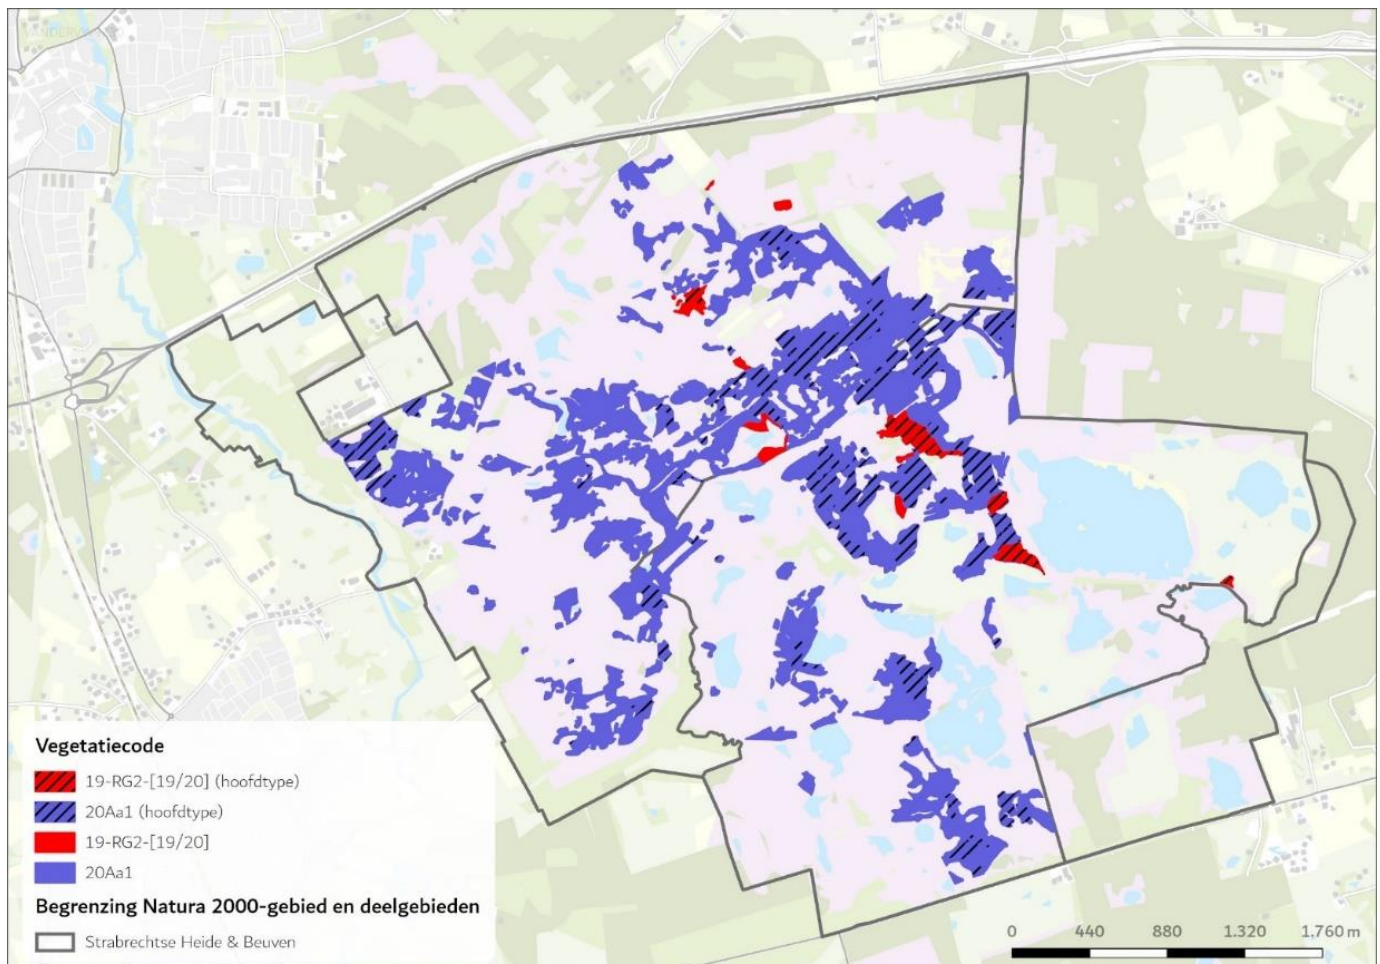 Vegetatiecode
19-RG2-[19/20] (hoofdtype)
20Aa1 (hoofdtype)
19-RG2-[19/20]
20Aa1
Begrenzing Natura 2000-gebied en deelgebieden
Strabrechtse Heide & Beuven
0 440 880 1.320 1.760 m